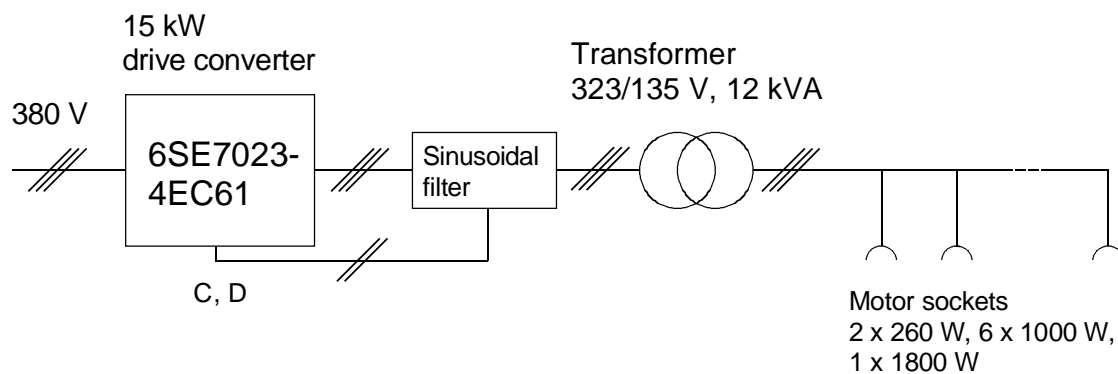 15 kW
drive converter
Transformer
323/135 V, 12 kVA
380 V
6SE7023-
4EC61
Sinusoidal
filter
C, D
Motor sockets
2 x 260 W, 6 x 1000 W,
1 x 1800 W